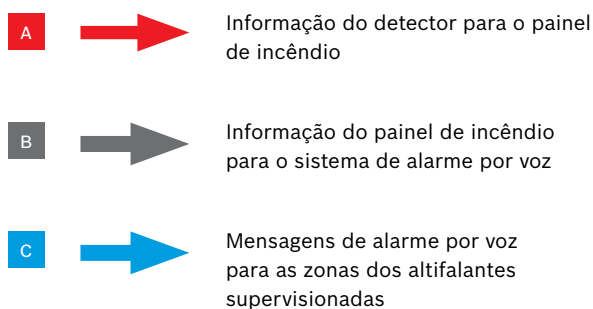 A
Informação do detector para o painel
de incêndio
B
Informação do painel de incêndio
para o sistema de alarme por voz
C
Mensagens de alarme por voz
para as zonas dos altifalantes
supervisionadas